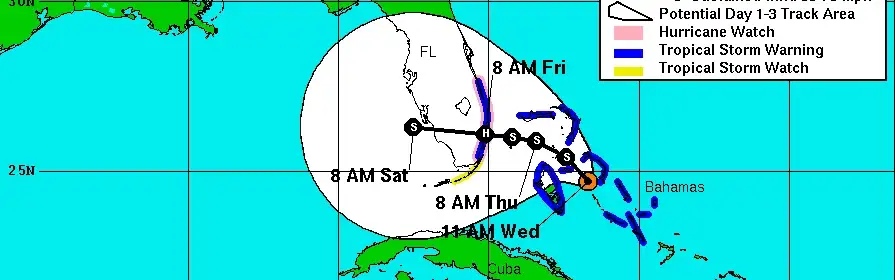 30N
Potential Day 1-3 Track Area
Hurricane Watch
Tropical Storm Warning
Tropical Storm Watch
FL
8 AM Fri
S
H
S
S
S
25N
8 AM Sat
8 AM Thu
Bahamas
11 AM Wed
Cuba